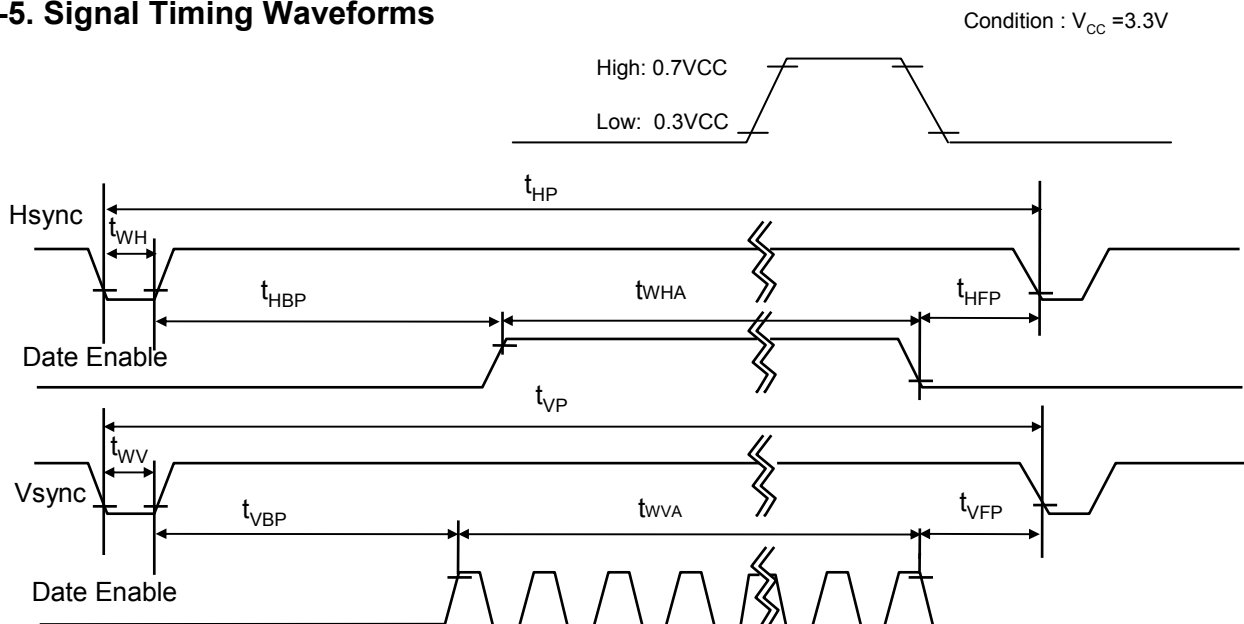 -5. Signal Timing Waveforms
Condition : VCC =3.3V
High: 0.7VCC
Low: 0.3VCC
tHP
Hsync
tWH
tHBP
tWHA
tHFP
Date Enable
tVP
tWV
Vsync
tVBP
tWVA
tVFP
Date Enable